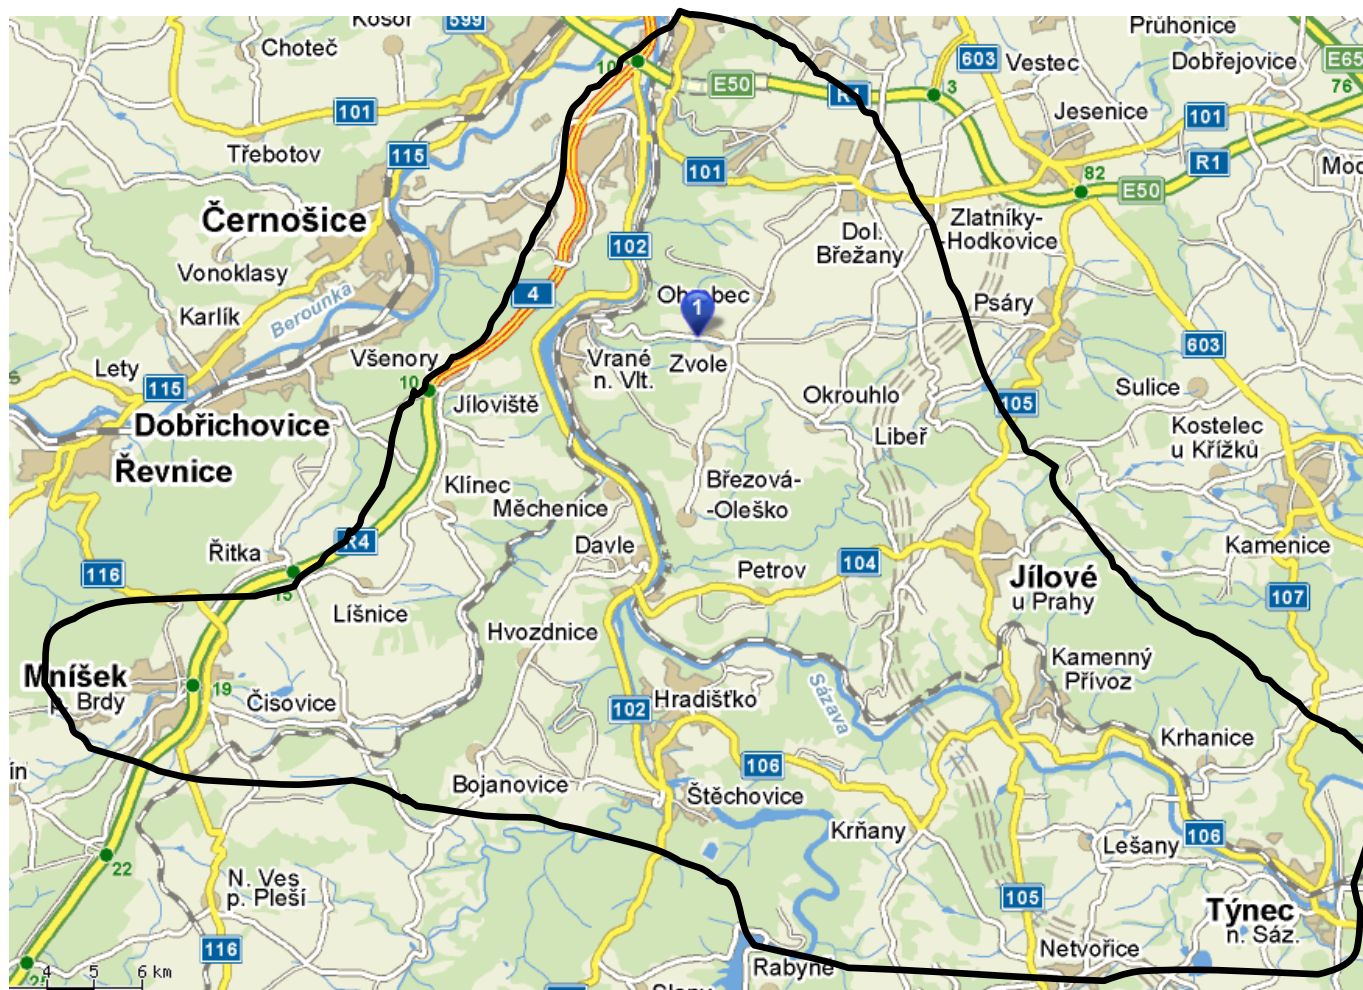 Kosoř
599
Průhonice
Choteč
603
Vestec
Dobřejovice
E65
76
10
E50
R1
3
101
Jesenice
101
Třebotov
115
101
R1
82
E50
Černošice
102
Zlatníky-
-Hodkovice
Dol.
Břežany
Vonoklasy
Berounka
4
1
Psáry
Karlík
Všenory
Vrané
n. Vlt.
Zvole
603
Lety
115
10
Jíloviště
Okrouhlo
105
Sulice
Dobřichovice
Libeř
Kostelec
u Křížků
Řevnice
Klínec
Měchenice
Březová-
-Oleško
R4
Řitka
Davle
Kamenice
116
15
Petrov
104
Jílové
u Prahy
107
Líšnice
Hvozdnice
Mníšek
p. Brdy
19
Čisovice
Kamenný
Přívoz
Hradišťko
102
Sázava
Krhanice
106
Bojanovice
Štěchovice
Krňany
106
Lešany
22
N. Ves
p. Pleší
105
Týnec
n. Sáz.
116
Netvořice
Rabyně
25
4 5 6 km